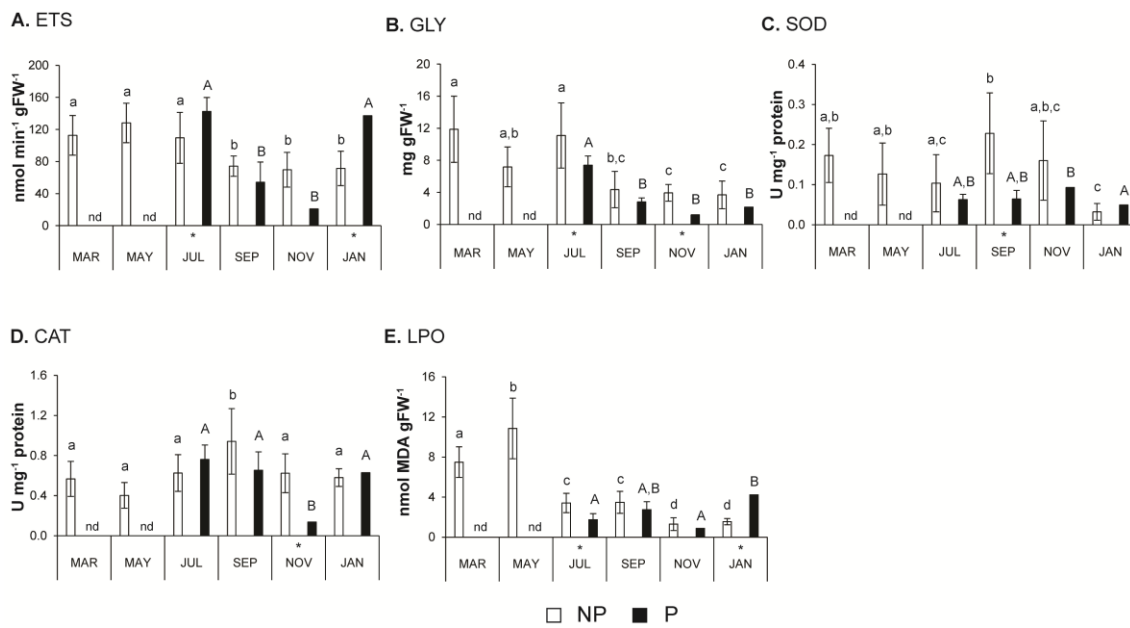 A. ETS
nmol min⁻¹ gFW⁻¹
200
160
120
80
40
0
a
nd
a
nd
a
A
b
B
b
B
b
A
*
*
MAR MAY JUL SEP NOV JAN
B. GLY
mg gFW⁻¹
20
16
12
8
4
0
a
nd
a,b
nd
a
A
b,c
B
c
B
c
B
*
*
MAR MAY JUL SEP NOV JAN
C. SOD
U mg⁻¹ protein
0.4
0.3
0.2
0.1
0.0
a,b
nd
a,b
nd
a,c
A,B
b
A,B
a,b,c
B
c
A
*
MAR MAY JUL SEP NOV JAN
D. CAT
U mg⁻¹ protein
1.6
1.2
0.8
0.4
0.0
a
nd
a
nd
a
A
b
A
a
B
a
A
*
MAR MAY JUL SEP NOV JAN
E. LPO
nmol MDA gFW⁻¹
16
12
8
4
0
a
nd
b
nd
c
A
c
A,B
d
A
d
B
*
*
MAR MAY JUL SEP NOV JAN
NP P